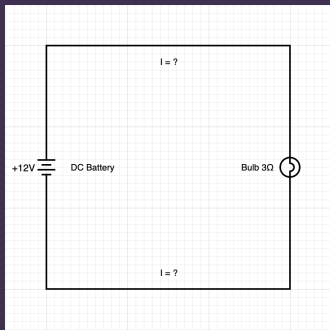 I = ?
+12V
DC Battery
Bulb 3Ω
I = ?